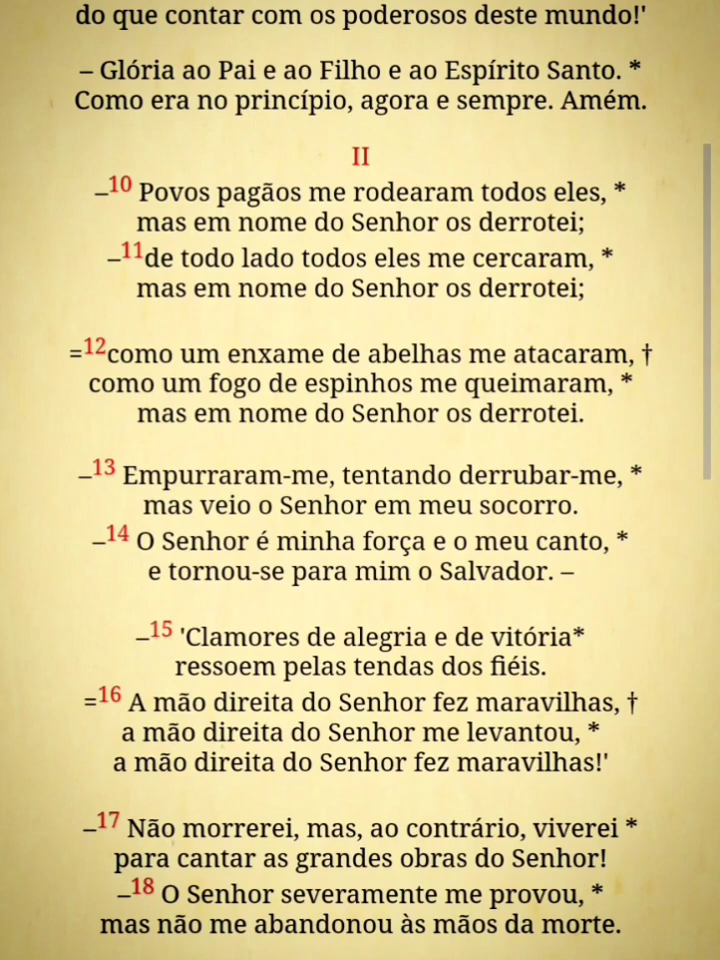 do que contar com os poderosos deste mundo!'
– Glória ao Pai e ao Filho e ao Espírito Santo. *
Como era no princípio, agora e sempre. Amém.
II
–10 Povos pagãos me rodearam todos eles, *
mas em nome do Senhor os derrotei;
–11de todo lado todos eles me cercaram, *
mas em nome do Senhor os derrotei;
=12como um enxame de abelhas me atacaram, †
como um fogo de espinhos me queimaram, *
mas em nome do Senhor os derrotei.
–13 Empurraram-me, tentando derrubar-me, *
mas veio o Senhor em meu socorro.
–14 O Senhor é minha força e o meu canto, *
e tornou-se para mim o Salvador. –
–15 'Clamores de alegria e de vitória*
ressoem pelas tendas dos fiéis.
=16 A mão direita do Senhor fez maravilhas, †
a mão direita do Senhor me levantou, *
a mão direita do Senhor fez maravilhas!'
–17 Não morrerei, mas, ao contrário, viverei *
para cantar as grandes obras do Senhor!
–18 O Senhor severamente me provou, *
mas não me abandonou às mãos da morte.